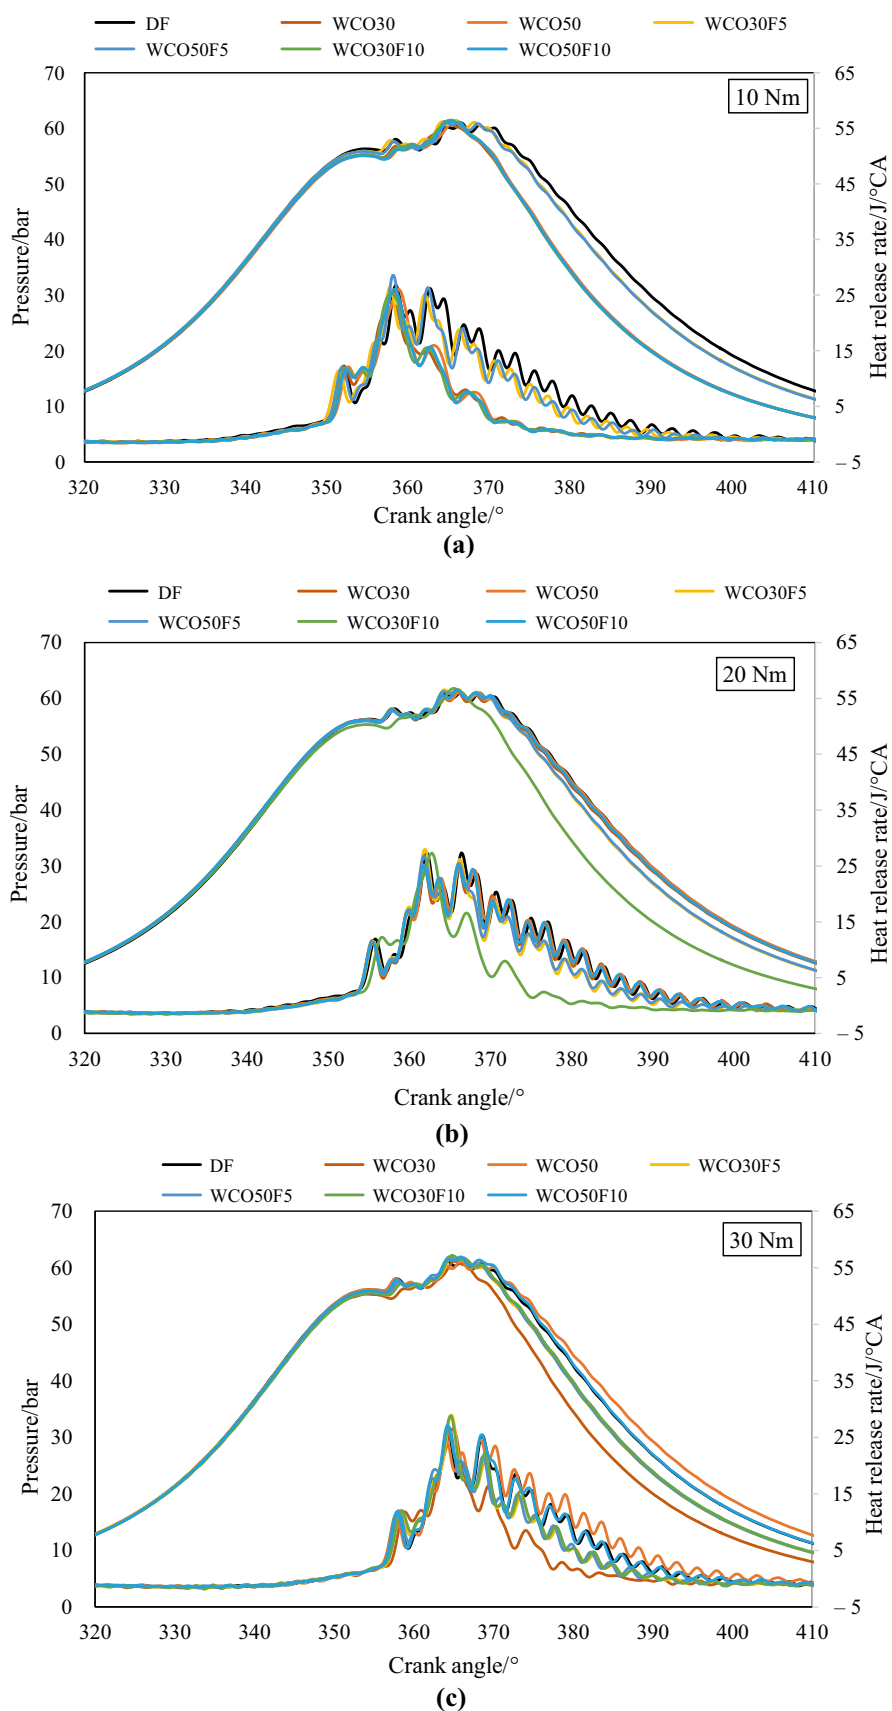 DF WCO30 WCO50 WCO30F5
WCO50F5 WCO30F10 WCO50F10
10 Nm
70
60
50
40
30
20
10
0
Pressure/bar
65
55
45
35
25
15
5
– 5
Heat release rate/J/°CA
320 330 340 350 360 370 380 390 400 410
Crank angle/°
(a)
DF WCO30 WCO50 WCO30F5
WCO50F5 WCO30F10 WCO50F10
20 Nm
70
60
50
40
30
20
10
0
Pressure/bar
65
55
45
35
25
15
5
– 5
Heat release rate/J/°CA
320 330 340 350 360 370 380 390 400 410
Crank angle/°
(b)
DF WCO30 WCO50 WCO30F5
WCO50F5 WCO30F10 WCO50F10
30 Nm
70
60
50
40
30
20
10
0
Pressure/bar
65
55
45
35
25
15
5
– 5
Heat release rate/J/°CA
320 330 340 350 360 370 380 390 400 410
Crank angle/°
(c)